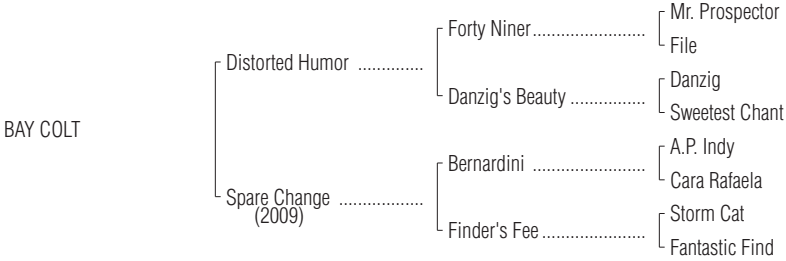 Mr. Prospector
Forty Niner........................
File
Distorted Humor ..............
Danzig
Danzig's Beauty ................
Sweetest Chant
BAY COLT
A.P. Indy
Bernardini ........................
Cara Rafaela
Spare Change ..................
(2009)
Storm Cat
Finder's Fee......................
Fantastic Find